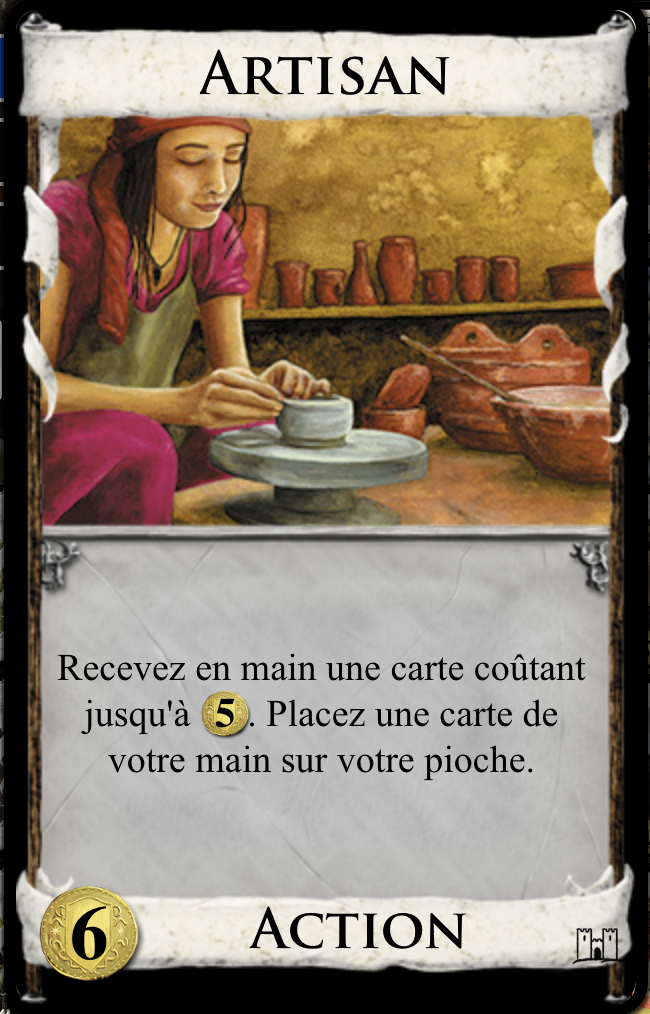 Artisan
Recevez en main une carte coûtant
jusqu'à 5. Placez une carte de
votre main sur votre pioche.
6
Action